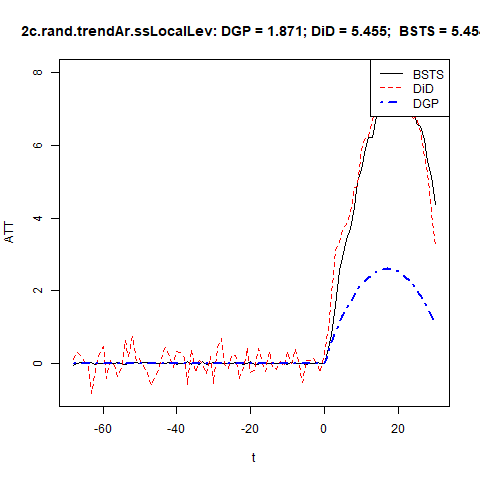 2c.rand.trendAr.ssLocalLev: DGP = 1.871; DiD = 5.455; BSTS = 5.454
BSTS
DiD
DGP
ATT
8
6
4
2
0
-60
-40
-20
0
20
t